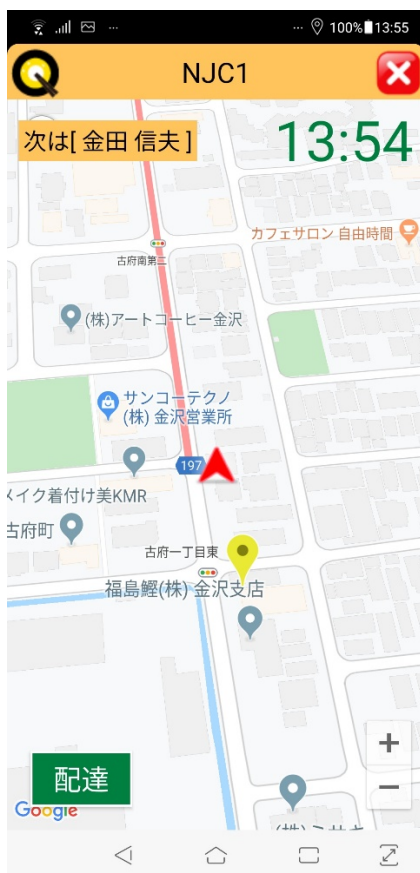 100% 13:55
NJC1
次は[ 金田 信夫 ]
13:54
カフェサロン 自由時間
古府南第二
(株)アートコーヒー金沢
サンコーテクノ
(株) 金沢営業所
197
メイク着付け美KMR
古府町
古府一丁目東
福島鰹(株) 金沢支店
+
−
配達
Google